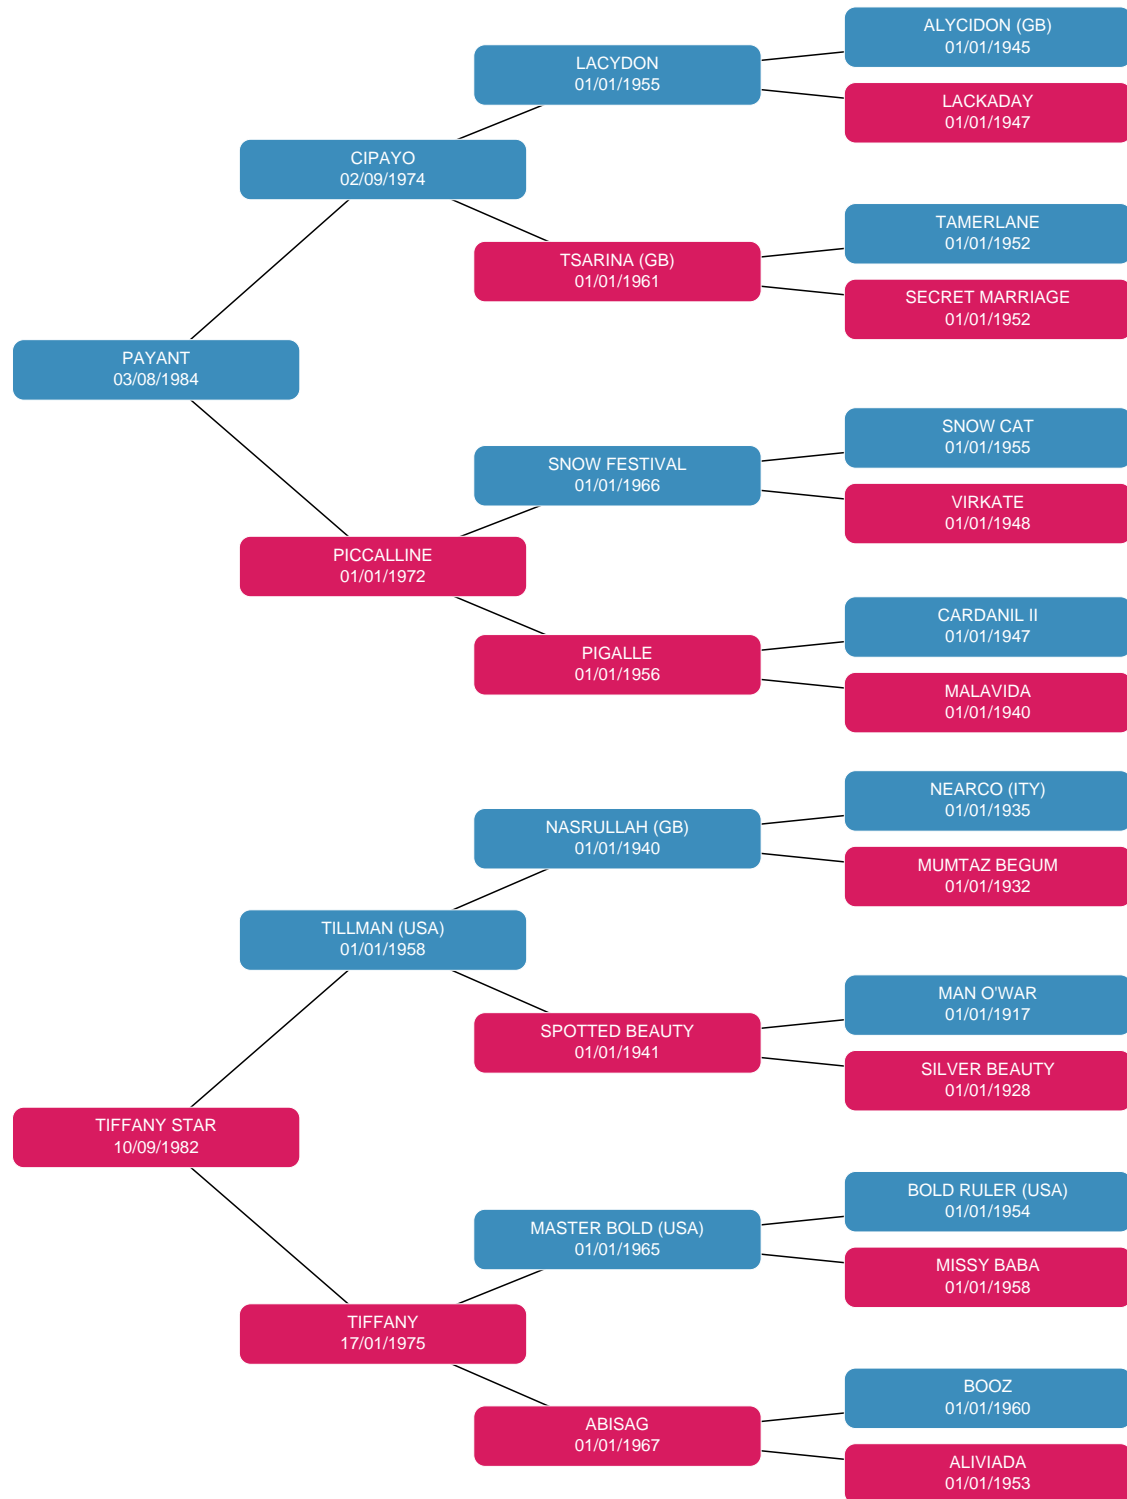 ALYCIDON (GB)
01/01/1945
LACYDON
01/01/1955
LACKADAY
01/01/1947
CIPAYO
02/09/1974
TAMERLANE
01/01/1952
TSARINA (GB)
01/01/1961
SECRET MARRIAGE
01/01/1952
PAYANT
03/08/1984
SNOW CAT
01/01/1955
SNOW FESTIVAL
01/01/1966
VIRKATE
01/01/1948
PICCALLINE
01/01/1972
CARDANIL II
01/01/1947
PIGALLE
01/01/1956
MALAVIDA
01/01/1940
NEARCO (ITY)
01/01/1935
NASRULLAH (GB)
01/01/1940
MUMTAZ BEGUM
01/01/1932
TILLMAN (USA)
01/01/1958
MAN O'WAR
01/01/1917
SPOTTED BEAUTY
01/01/1941
SILVER BEAUTY
01/01/1928
TIFFANY STAR
10/09/1982
BOLD RULER (USA)
01/01/1954
MASTER BOLD (USA)
01/01/1965
MISSY BABA
01/01/1958
TIFFANY
17/01/1975
BOOZ
01/01/1960
ABISAG
01/01/1967
ALIVIADA
01/01/1953